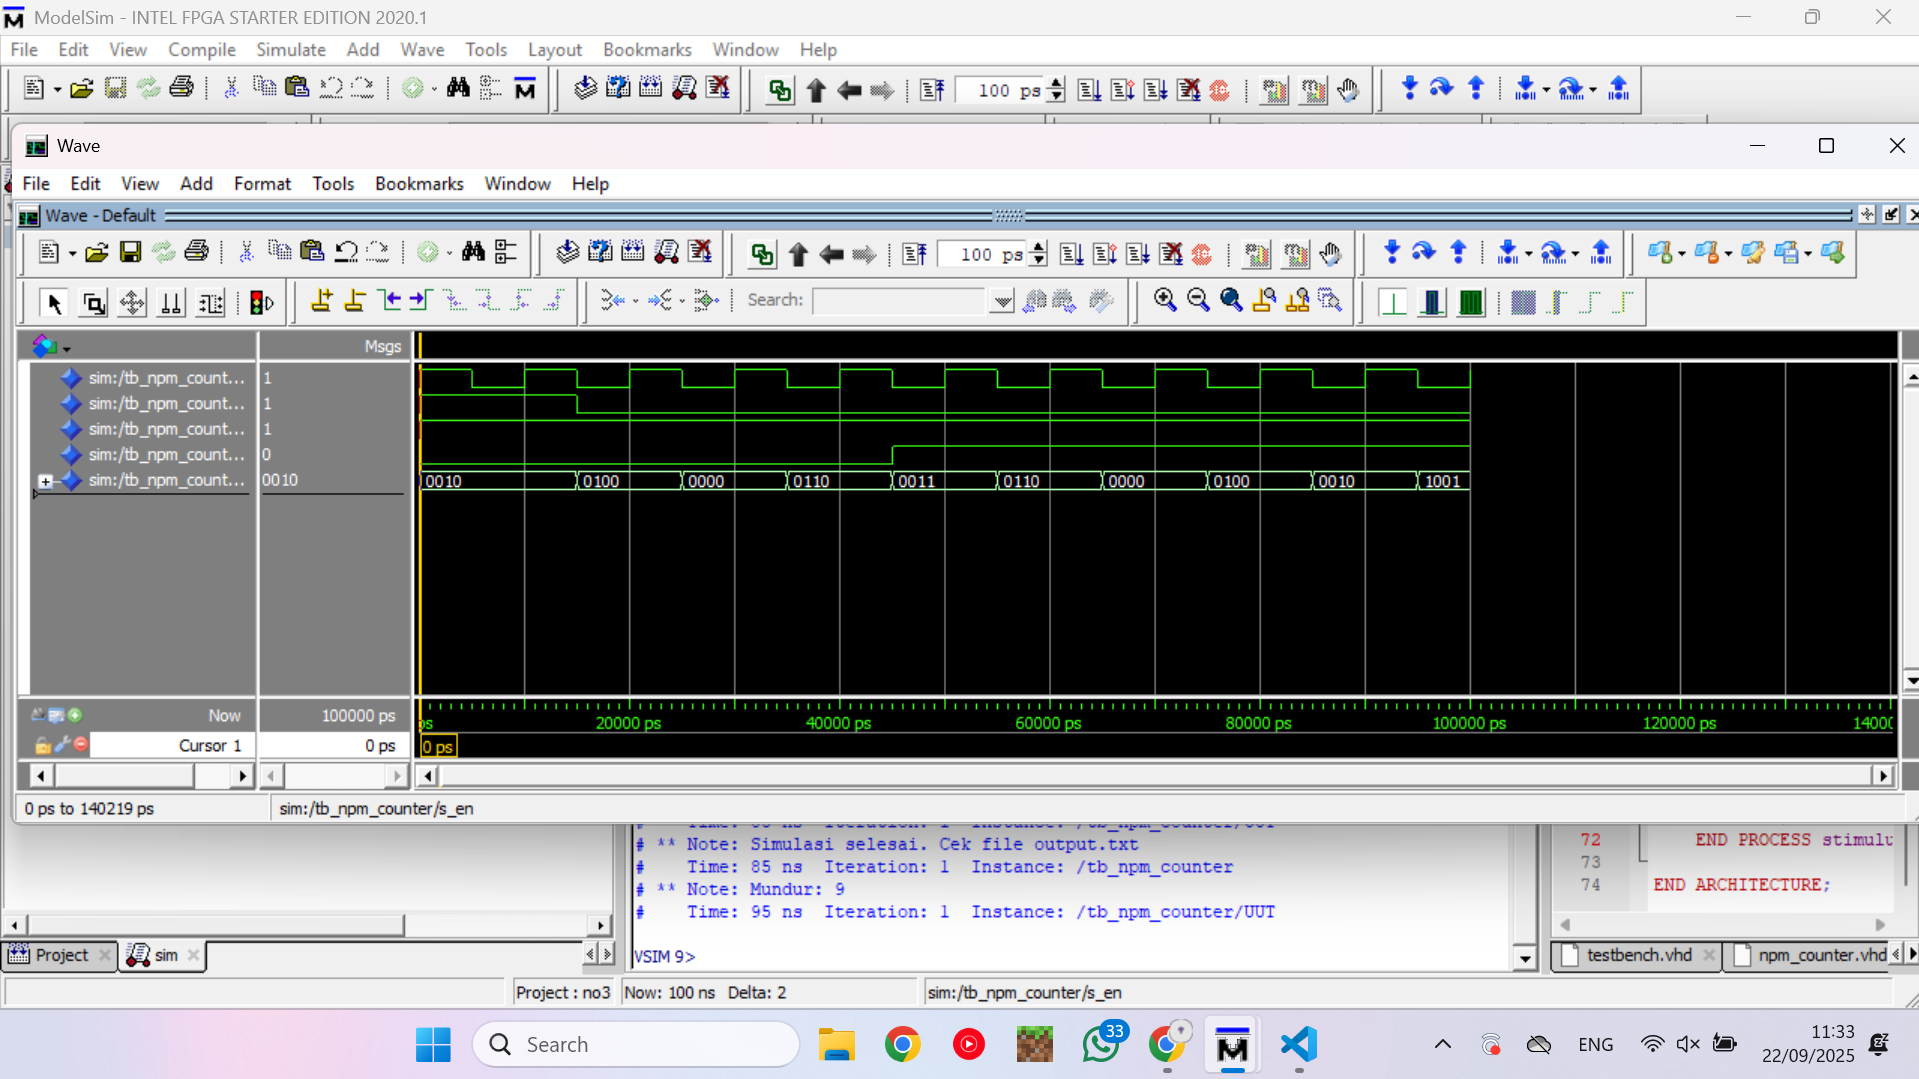 ModelSim - INTEL FPGA STARTER EDITION 2020.1
File Edit View Compile Simulate Add Wave Tools Layout Bookmarks Window Help
100 ps
Wave
File Edit View Add Format Tools Bookmarks Window Help
Wave - Default
100 ps
Search:
Msgs
sim:/tb_npm_count... 1
sim:/tb_npm_count... 1
sim:/tb_npm_count... 1
sim:/tb_npm_count... 0
sim:/tb_npm_count... 0010 0010 0100 0000 0110 0011 0110 0000 0100 0010 1001
Now 100000 ps ps 20000 ps 40000 ps 60000 ps 80000 ps 100000 ps 120000 ps 14000
Cursor 1 0 ps 0 ps
0 ps to 140219 ps sim:/tb_npm_counter/s_en
# ** Note: Simulasi selesai. Cek file output.txt
# Time: 85 ns Iteration: 1 Instance: /tb_npm_counter
# ** Note: Mundur: 9
# Time: 95 ns Iteration: 1 Instance: /tb_npm_counter/UUT
VSIM 9>
72 END PROCESS stimulu
73
74 END ARCHITECTURE;
Project sim testbench.vhd npm_counter.vhd
Project : no3 Now: 100 ns Delta: 2 sim:/tb_npm_counter/s_en
Search 33 ENG 11:33
22/09/2025